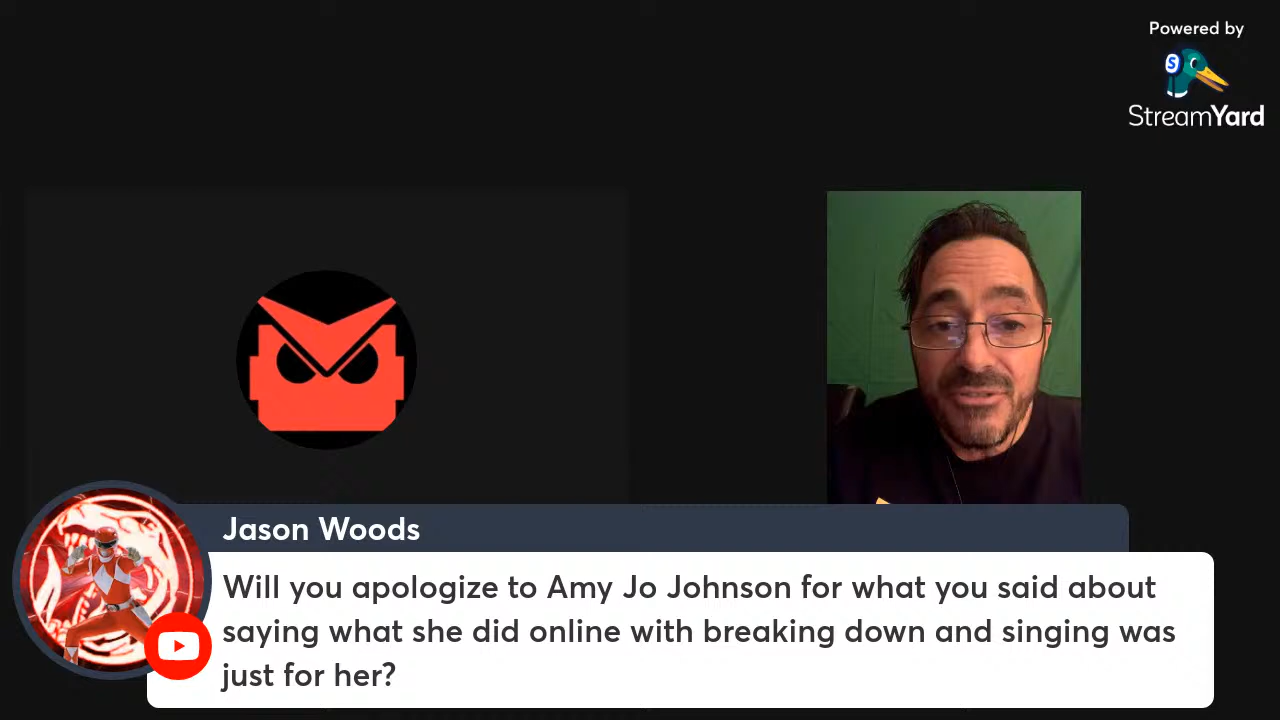 Powered by
S
StreamYard
Jason Woods
Will you apologize to Amy Jo Johnson for what you said about
saying what she did online with breaking down and singing was
just for her?